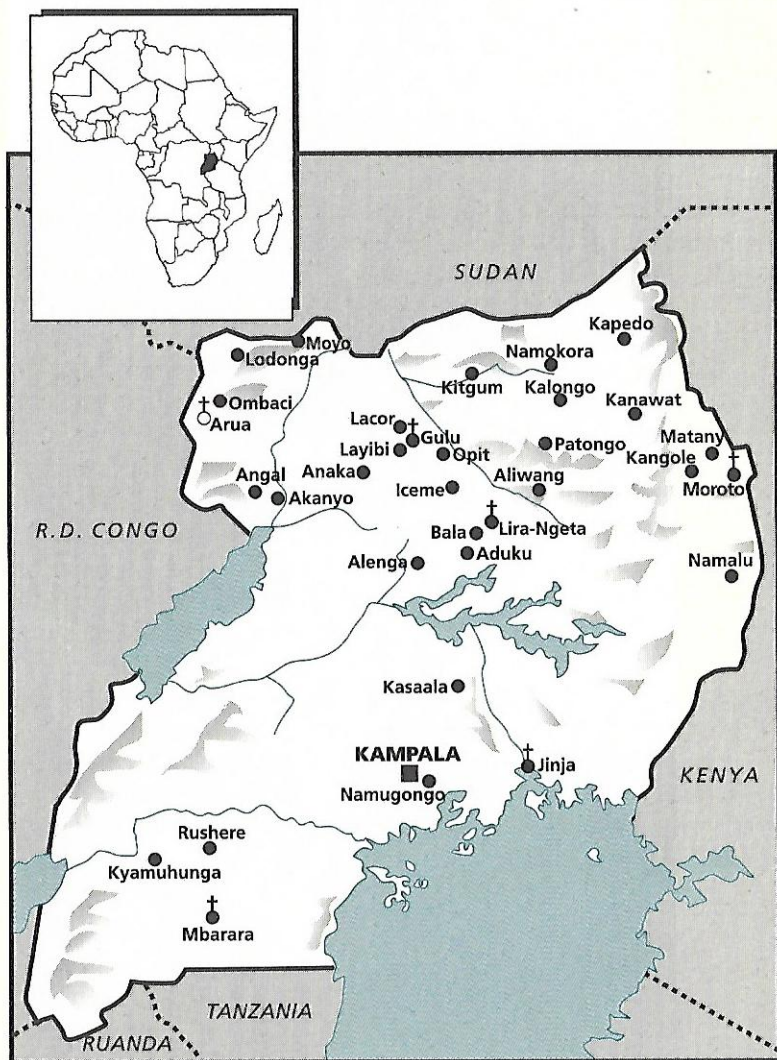 SUDAN
Kapedo
Moyo
Lodonga
Namokora
Kitgum
Kalongo
Ombaci
Arua
Kanawat
Lacor
Gulu
Layibi
Opit
Patongo
Matany
Kangole
Moroto
Angal
Anaka
Akanyo
Iceme
Aliwang
R.D. CONGO
Bala
Lira-Ngeta
Alenga
Aduku
Namalu
Kasaala
KAMPALA
Jinja
Namugongo
KENYA
Rushere
Kyamuhunga
Mbarara
TANZANIA
RUANDA